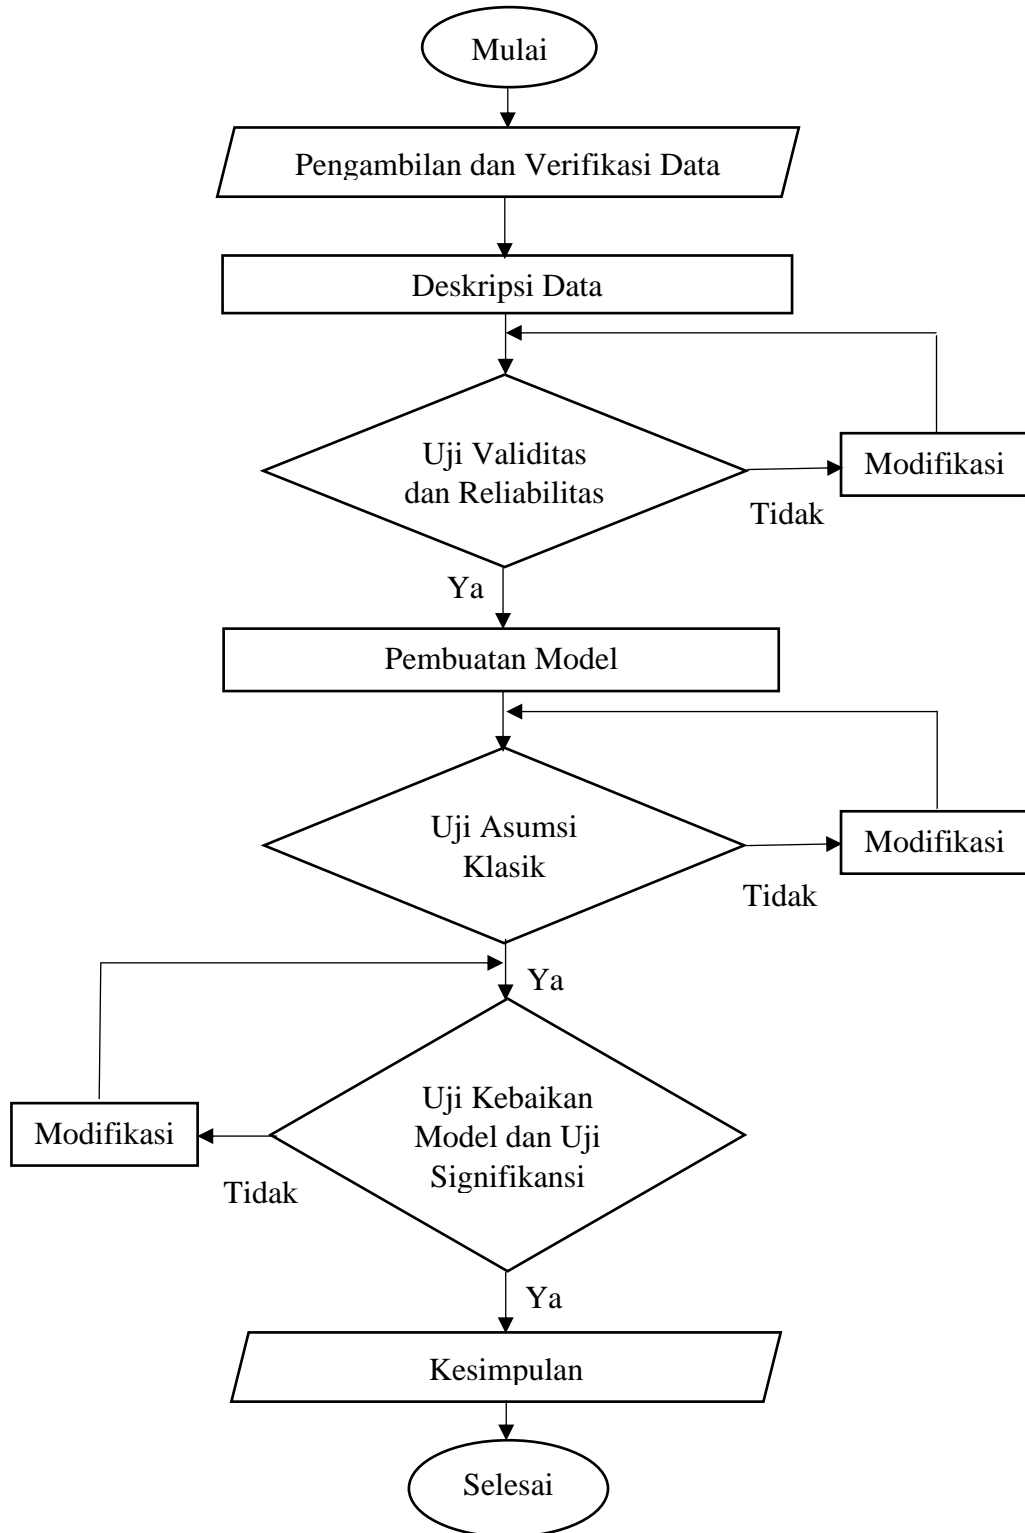 Mulai
Pengambilan dan Verifikasi Data
Deskripsi Data
Uji Validitas
dan Reliabilitas
Modifikasi
Tidak
Ya
Pembuatan Model
Uji Asumsi
Klasik
Modifikasi
Tidak
Ya
Uji Kebaikan
Model dan Uji
Signifikansi
Modifikasi
Tidak
Ya
Kesimpulan
Selesai